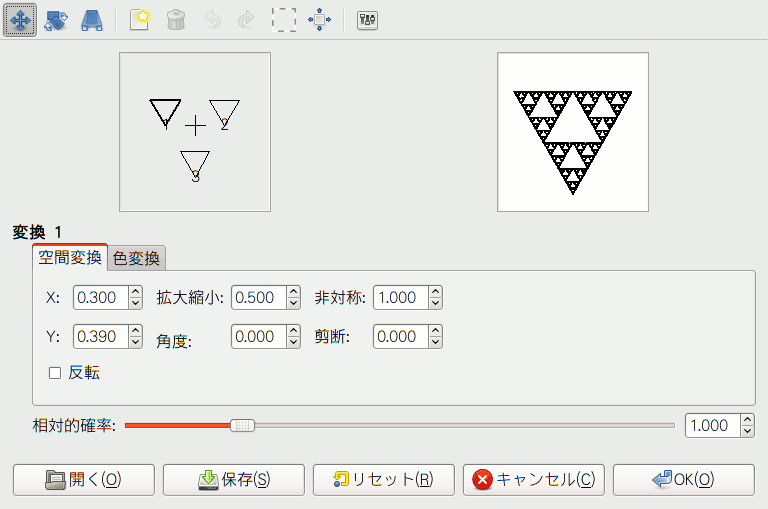 1 2
3
変換 1
空間変換 色変換
X: 0.300 拡大縮小: 0.500 非対称: 1.000
Y: 0.390 角度: 0.000 剪断: 0.000
反転
相対的確率: 1.000
開く(O) 保存(S) リセット(R) キャンセル(C) OK(O)